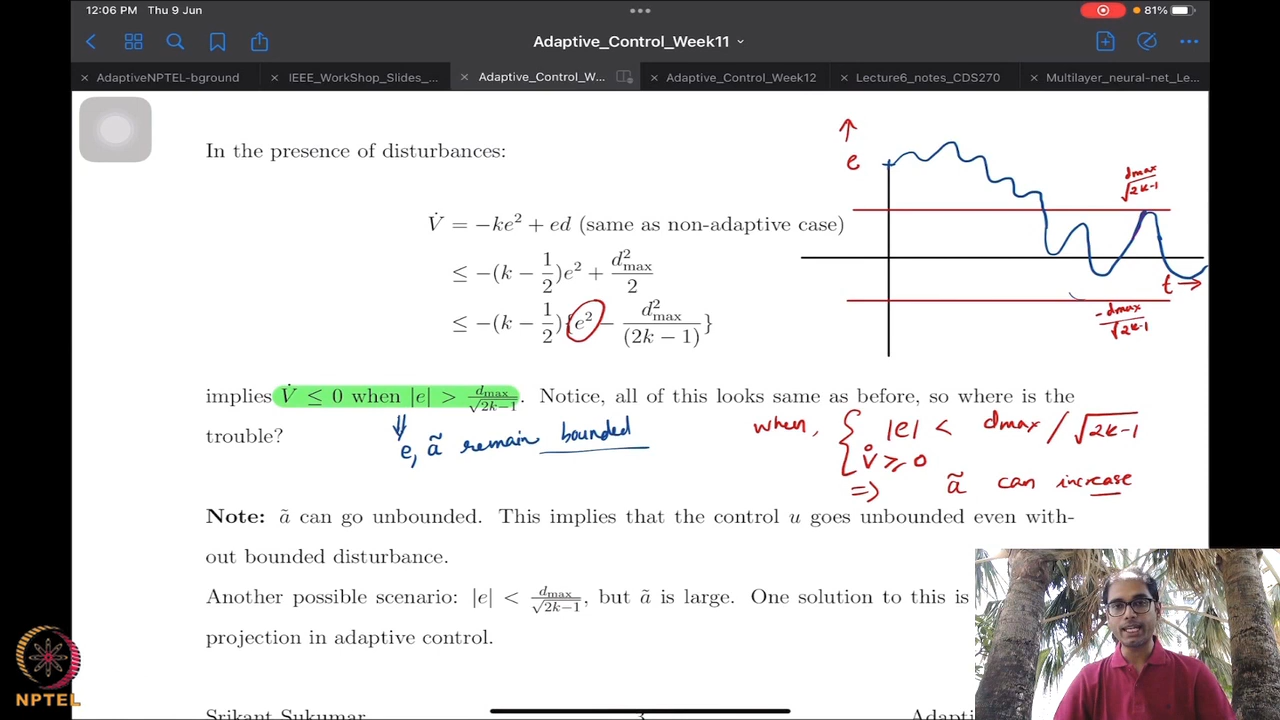 12:06 PM Thu 9 Jun
81%
Adaptive_Control_Week11
AdaptiveNPTEL-bground
IEEE_WorkShop_Slides_...
Adaptive_Control_W...
Adaptive_Control_Week12
Lecture6_notes_CDS270
Multilayer_neural-net_Le...
In the presence of disturbances:
V̇ = −ke² + ed (same as non-adaptive case)
≤ −(k − 1/2)e² + d²max/2
≤ −(k − 1/2){e² − d²max/(2k − 1)}
e
dmax/√2k-1
t →
-dmax/√2k-1
implies V̇ ≤ 0 when |e| > dmax/√2k−1. Notice, all of this looks same as before, so where is the
trouble?
e, ã remain bounded
when, |e| < dmax / √2k-1
V̇ ≥ 0
=> ã can increase
Note: ã can go unbounded. This implies that the control u goes unbounded even with-
out bounded disturbance.
Another possible scenario: |e| < dmax/√2k−1, but ã is large. One solution to this is
projection in adaptive control.
NPTEL
Srikant Sukumar
3
Adap